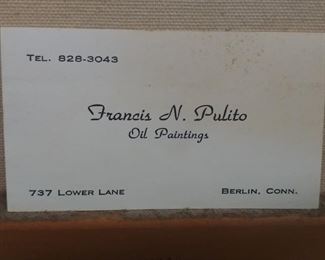 TEL. 828-3043
Francis N. Pulito
Oil Paintings
737 LOWER LANE
BERLIN, CONN.